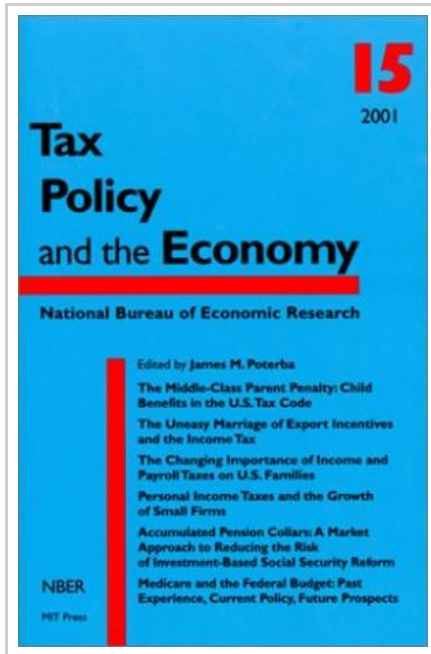 15
2001
Tax
Policy
and the Economy
National Bureau of Economic Research
Edited by James M. Poterba
The Middle-Class Parent Penalty: Child
Benefits in the U.S. Tax Code
The Uneasy Marriage of Export Incentives
and the Income Tax
The Changing Importance of Income and
Payroll Taxes on U.S. Families
Personal Income Taxes and the Growth
of Small Firms
Accumulated Pension Collars: A Market
Approach to Reducing the Risk
of Investment-Based Social Security Reform
Medicare and the Federal Budget: Past
Experience, Current Policy, Future Prospects
NBER
MIT Press